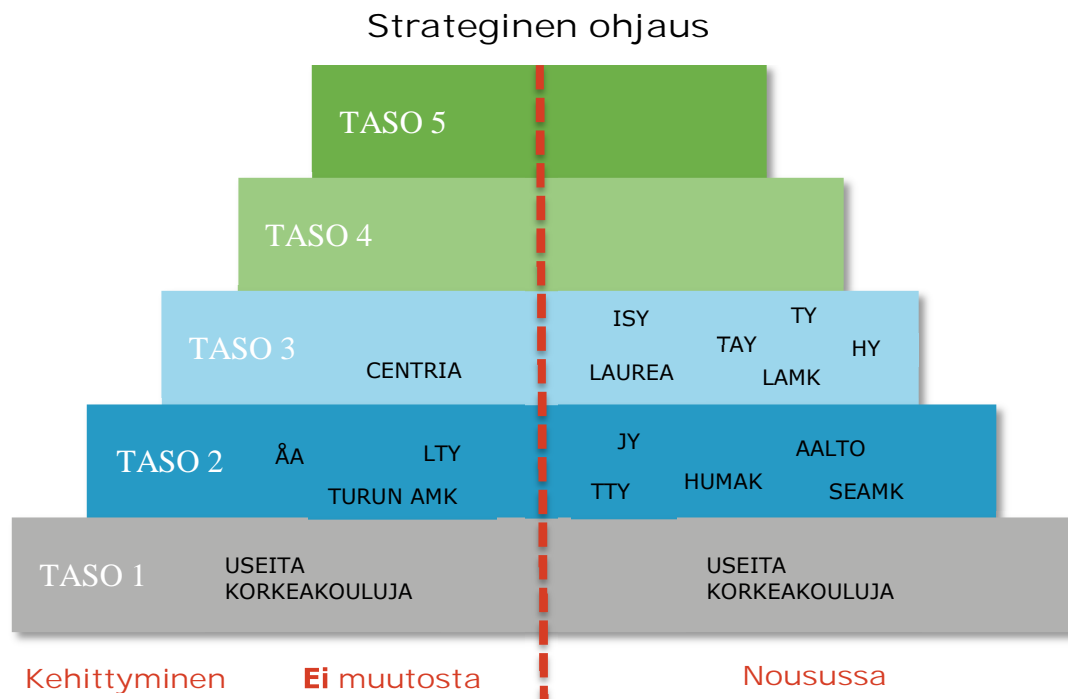 Strateginen ohjaus
TASO 5
TASO 4
TASO 3
CENTRIA
ISY
TY
TAY
HY
LAUREA
LAMK
TASO 2
ÅA
LTY
TURUN AMK
JY
AALTO
TTY
HUMAK
SEAMK
TASO 1
USEITA
KORKEAKOULUJA
USEITA
KORKEAKOULUJA
Kehittyminen
Ei muutosta
Nousussa